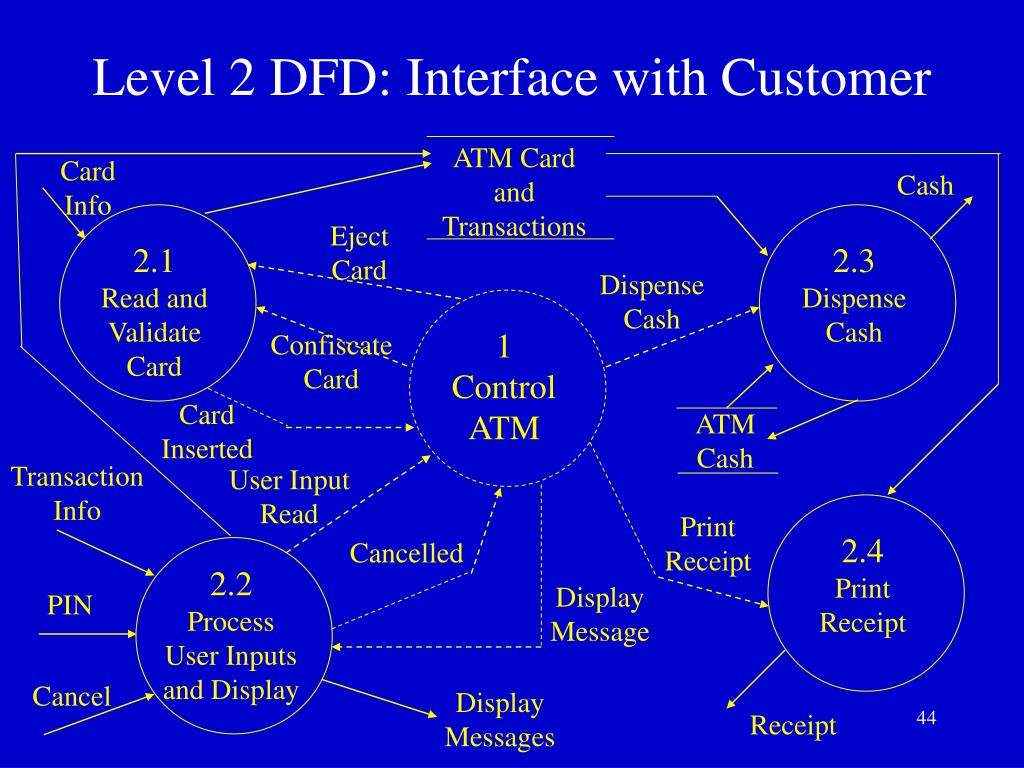 Level 2 DFD: Interface with Customer
Card
Info
ATM Card
and
Transactions
Cash
Eject
Card
2.1
Read and
Validate
Card
2.3
Dispense
Cash
Dispense
Cash
Confiscate
Card
1
Control
ATM
Card
Inserted
ATM
Cash
Transaction
Info
User Input
Read
Cancelled
Print
Receipt
2.4
Print
Receipt
PIN
2.2
Process
User Inputs
and Display
Display
Message
Cancel
Display
Messages
Receipt
44